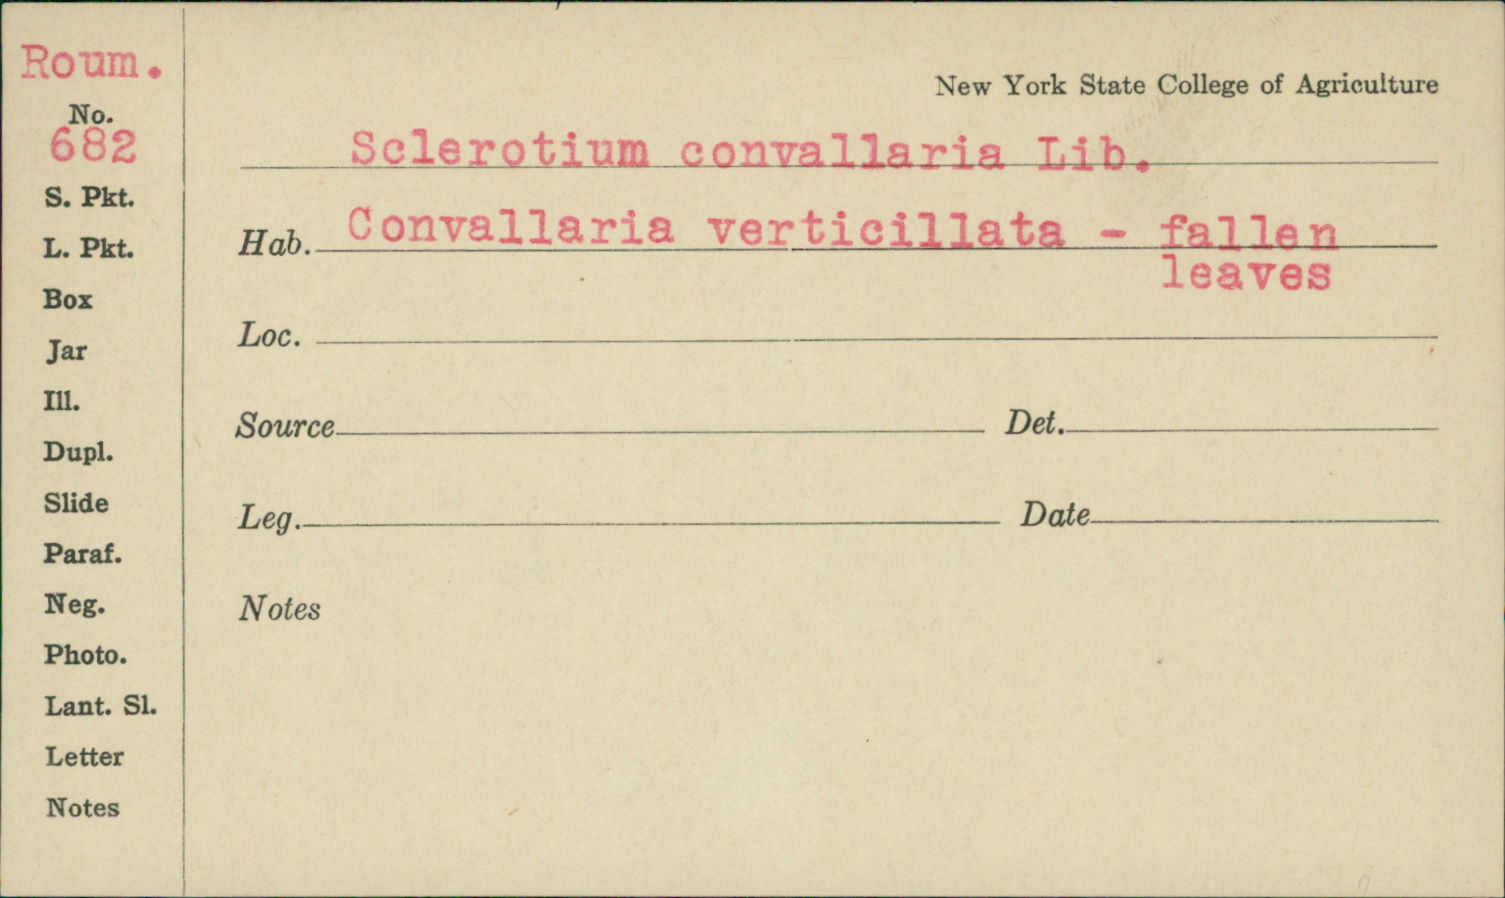 Roum.
No.
682
S. Pkt.
L. Pkt.
Box
Jar
Ill.
Dupl.
Slide
Paraf.
Neg.
Photo.
Lant. Sl.
Letter
Notes
New York State College of Agriculture
Sclerotium convallaria Lib.
Hab. Convallaria verticillata - fallen
leaves
Loc.
Source Det.
Leg. Date
Notes